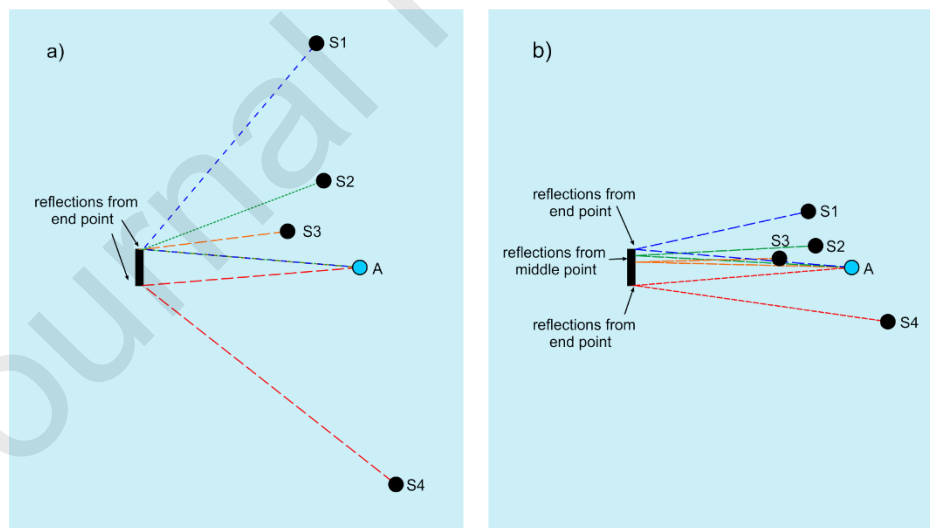 a)
S1
S2
reflections from
end point
S3
A
S4
b)
reflections from
end point
S1
S3
S2
reflections from
middle point
A
reflections from
end point
S4
ournal